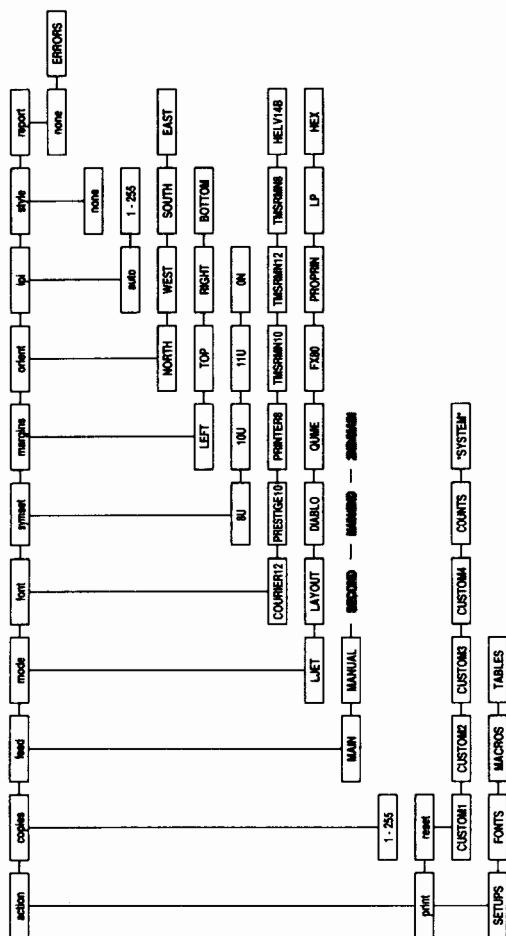 action copies feed mode font symset margins orient lpi style report
none ERRORS
none
auto 1 - 255
NORTH WEST SOUTH EAST
LEFT TOP RIGHT BOTTOM
8U 10U 11U 0N
COURIER12 PRESTIGE10 PRINTER8 TMSRMN10 TMSRMN12 TMSRMN8 HELV14B
LJET LAYOUT DIABLO QUME FX80 PROPRIN LP HEX
MAIN MANUAL SECOND
1 - 255
print reset
CUSTOM1 CUSTOM2 CUSTOM3 CUSTOM4 COUNTS *SYSTEM*
SETUPS FONTS MACROS TABLES